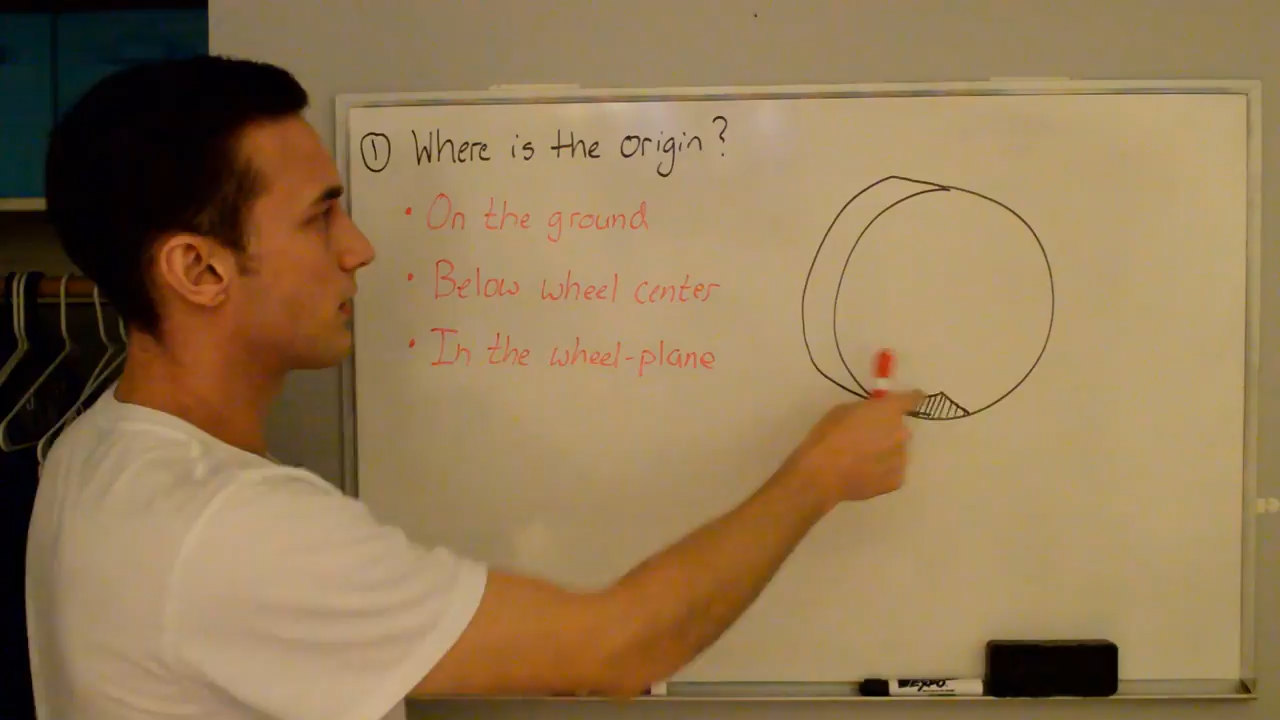 ① Where is the origin?
• On the ground
• Below wheel center
• In the wheel-plane
EXPO